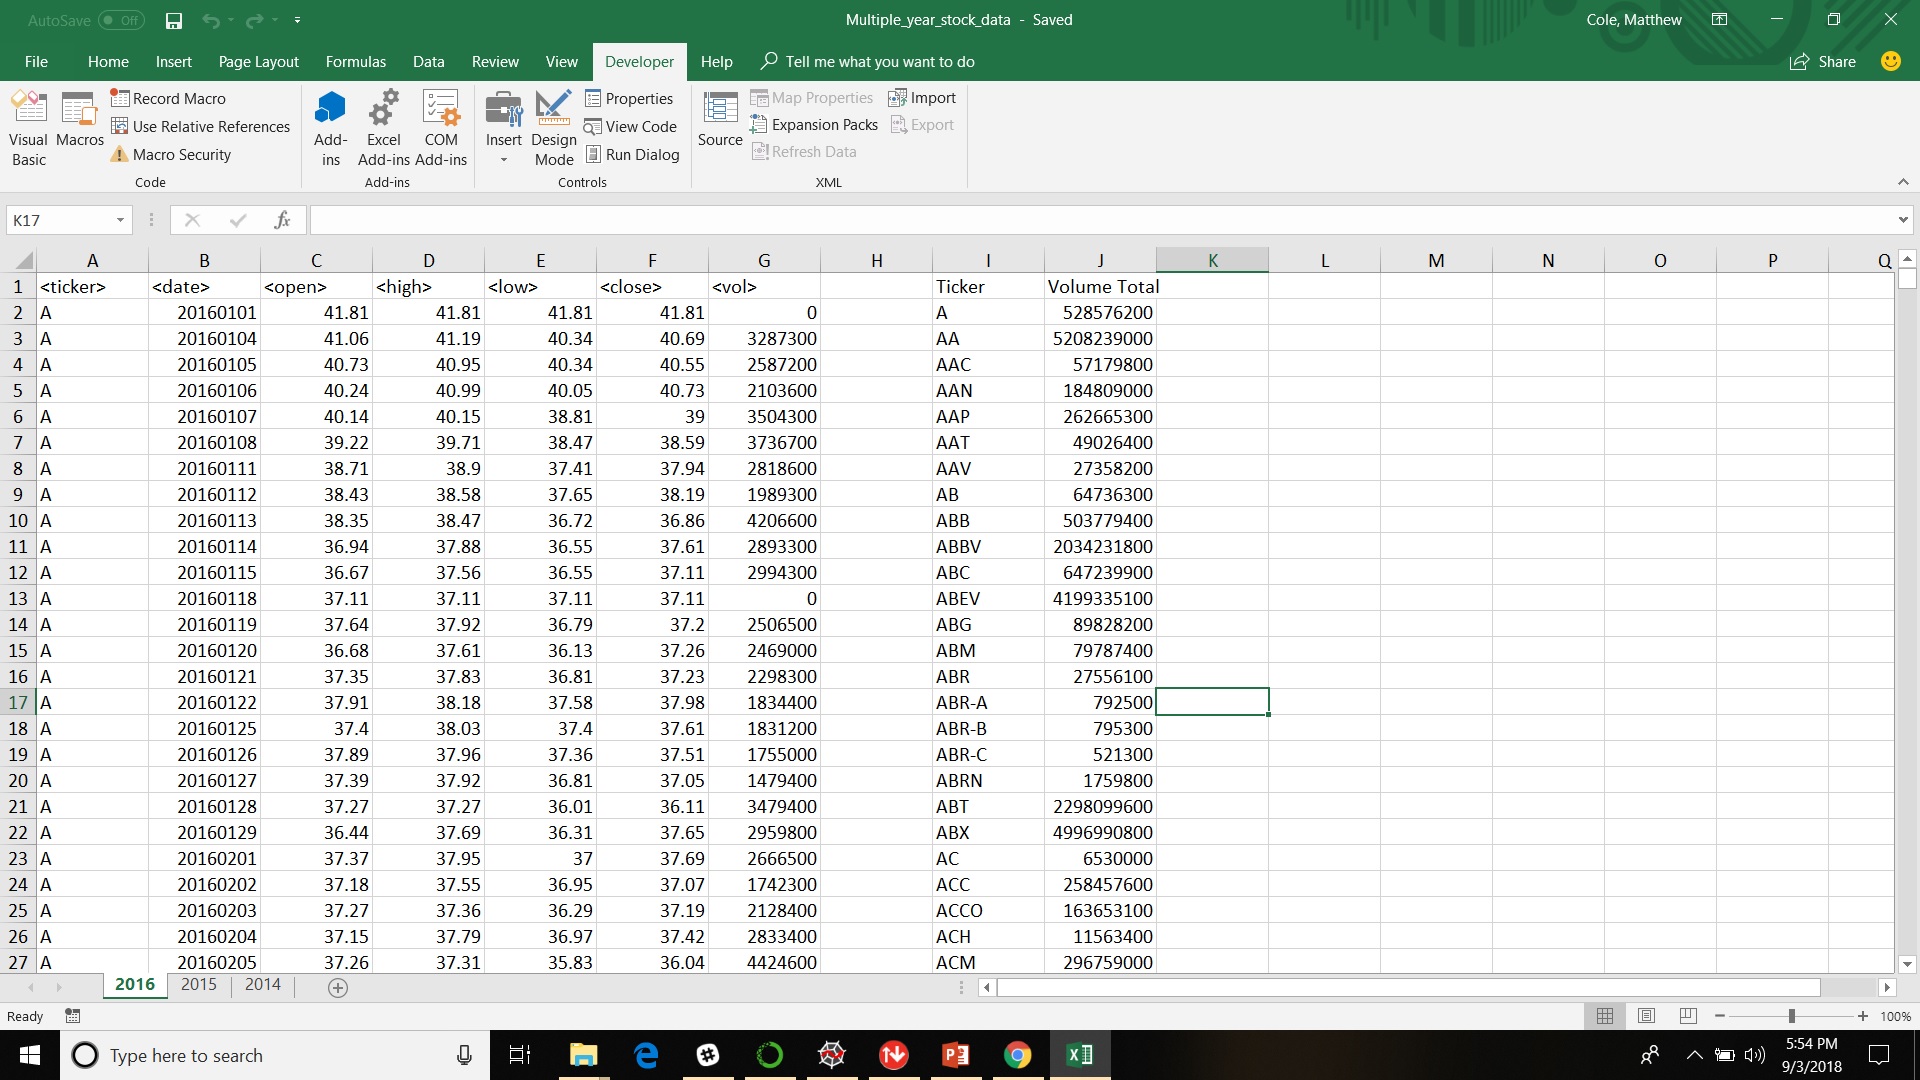 AutoSave Off
Multiple_year_stock_data - Saved
Cole, Matthew
File Home Insert Page Layout Formulas Data Review View Developer Help Tell me what you want to do Share
Visual Basic
Macros
Record Macro
Use Relative References
Macro Security
Code
Add-ins
Excel Add-ins
COM Add-ins
Add-ins
Insert
Design Mode
Properties
View Code
Run Dialog
Controls
Source
Map Properties
Expansion Packs
Refresh Data
Import
Export
XML
K17
fx
A B C D E F G H I J K L M N O P Q
1 <ticker> <date> <open> <high> <low> <close> <vol> Ticker Volume Total
2 A 20160101 41.81 41.81 41.81 41.81 0 A 528576200
3 A 20160104 41.06 41.19 40.34 40.69 3287300 AA 5208239000
4 A 20160105 40.73 40.95 40.34 40.55 2587200 AAC 57179800
5 A 20160106 40.24 40.99 40.05 40.73 2103600 AAN 184809000
6 A 20160107 40.14 40.15 38.81 39 3504300 AAP 262665300
7 A 20160108 39.22 39.71 38.47 38.59 3736700 AAT 49026400
8 A 20160111 38.71 38.9 37.41 37.94 2818600 AAV 27358200
9 A 20160112 38.43 38.58 37.65 38.19 1989300 AB 64736300
10 A 20160113 38.35 38.47 36.72 36.86 4206600 ABB 503779400
11 A 20160114 36.94 37.88 36.55 37.61 2893300 ABBV 2034231800
12 A 20160115 36.67 37.56 36.55 37.11 2994300 ABC 647239900
13 A 20160118 37.11 37.11 37.11 37.11 0 ABEV 4199335100
14 A 20160119 37.64 37.92 36.79 37.2 2506500 ABG 89828200
15 A 20160120 36.68 37.61 36.13 37.26 2469000 ABM 79787400
16 A 20160121 37.35 37.83 36.81 37.23 2298300 ABR 27556100
17 A 20160122 37.91 38.18 37.58 37.98 1834400 ABR-A 792500
18 A 20160125 37.4 38.03 37.4 37.61 1831200 ABR-B 795300
19 A 20160126 37.89 37.96 37.36 37.51 1755000 ABR-C 521300
20 A 20160127 37.39 37.92 36.81 37.05 1479400 ABRN 1759800
21 A 20160128 37.27 37.27 36.01 36.11 3479400 ABT 2298099600
22 A 20160129 36.44 37.69 36.31 37.65 2959800 ABX 4996990800
23 A 20160201 37.37 37.95 37 37.69 2666500 AC 6530000
24 A 20160202 37.18 37.55 36.95 37.07 1742300 ACC 258457600
25 A 20160203 37.27 37.36 36.29 37.19 2128400 ACCO 163653100
26 A 20160204 37.15 37.79 36.97 37.42 2833400 ACH 11563400
27 A 20160205 37.26 37.31 35.83 36.04 4424600 ACM 296759000
2016 2015 2014
Ready
100%
Type here to search
5:54 PM
9/3/2018